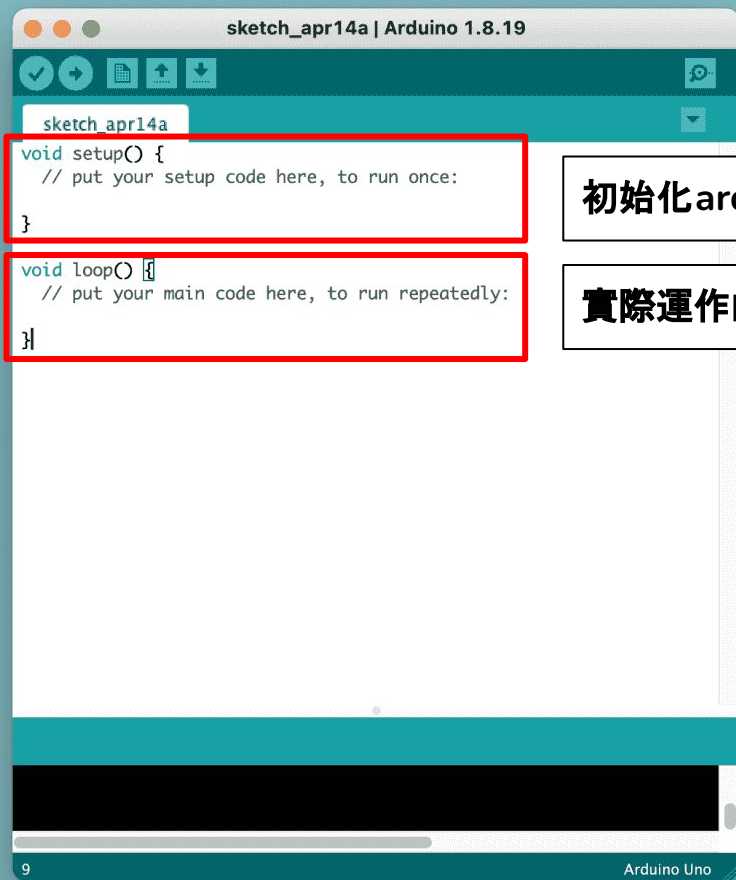 sketch_apr14a | Arduino 1.8.19
sketch_apr14a
void setup() {
// put your setup code here, to run once:
}
void loop() {
// put your main code here, to run repeatedly:
}
初始化
實際運作
9
Arduino Uno